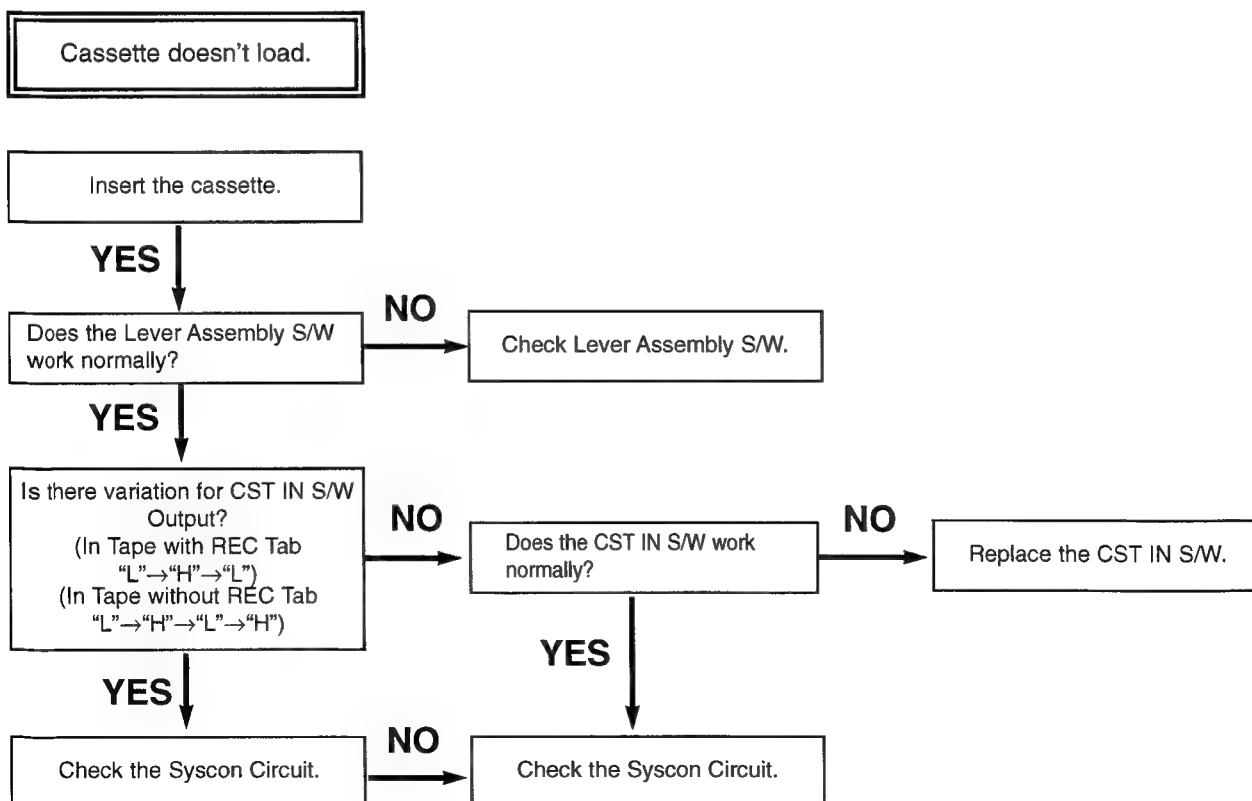 Cassette doesn't load.
Insert the cassette.
YES
Does the Lever Assembly S/W
work normally?
NO
Check Lever Assembly S/W.
YES
Is there variation for CST IN S/W
Output?
(In Tape with REC Tab
“L”→“H”→“L”)
(In Tape without REC Tab
“L”→“H”→“L”→“H”)
NO
Does the CST IN S/W work
normally?
NO
Replace the CST IN S/W.
YES
YES
Check the Syscon Circuit.
NO
Check the Syscon Circuit.